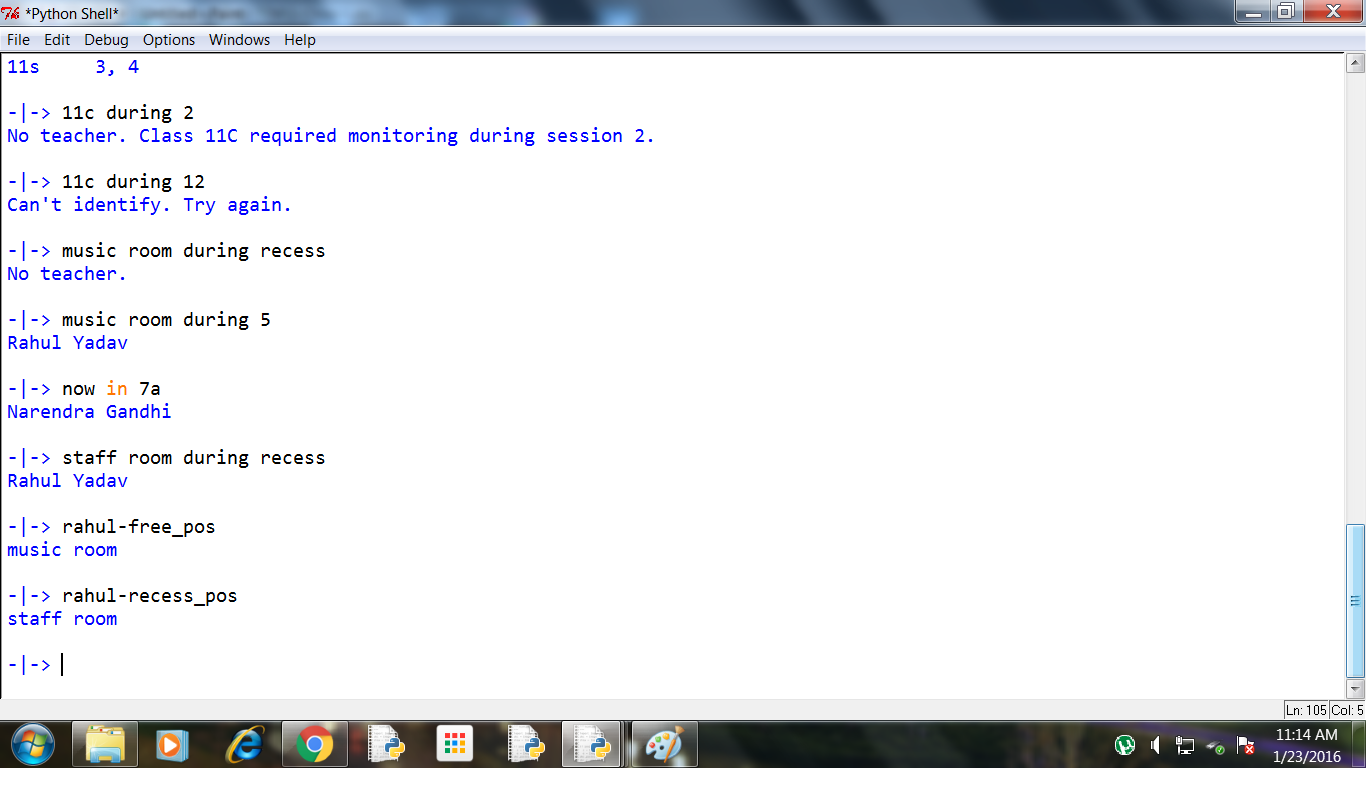 *Python Shell*
File Edit Debug Options Windows Help
11s 3, 4
-|-> 11c during 2
No teacher. Class 11C required monitoring during session 2.
-|-> 11c during 12
Can't identify. Try again.
-|-> music room during recess
No teacher.
-|-> music room during 5
Rahul Yadav
-|-> now in 7a
Narendra Gandhi
-|-> staff room during recess
Rahul Yadav
-|-> rahul-free_pos
music room
-|-> rahul-recess_pos
staff room
-|->
Ln: 105 Col: 5
11:14 AM
1/23/2016